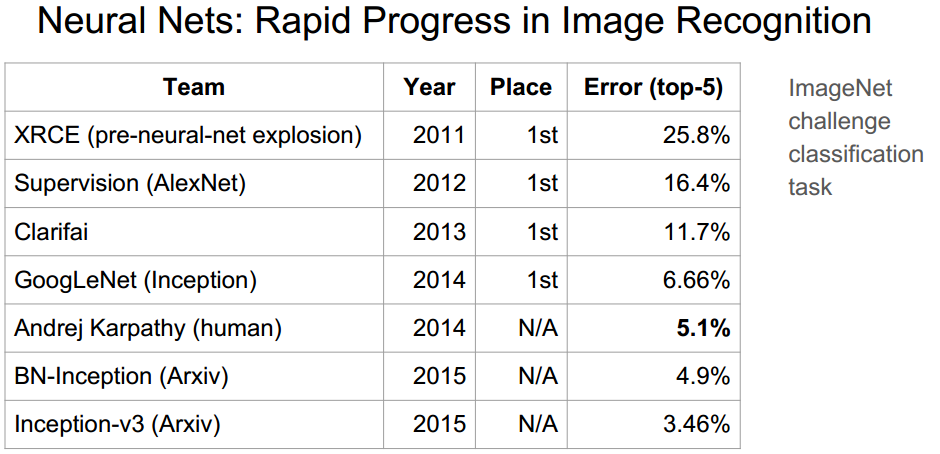 Neural Nets: Rapid Progress in Image Recognition
Team Year Place Error (top-5)
XRCE (pre-neural-net explosion) 2011 1st 25.8%
Supervision (AlexNet) 2012 1st 16.4%
Clarifai 2013 1st 11.7%
GoogLeNet (Inception) 2014 1st 6.66%
Andrej Karpathy (human) 2014 N/A 5.1%
BN-Inception (Arxiv) 2015 N/A 4.9%
Inception-v3 (Arxiv) 2015 N/A 3.46%
ImageNet
challenge
classification
task